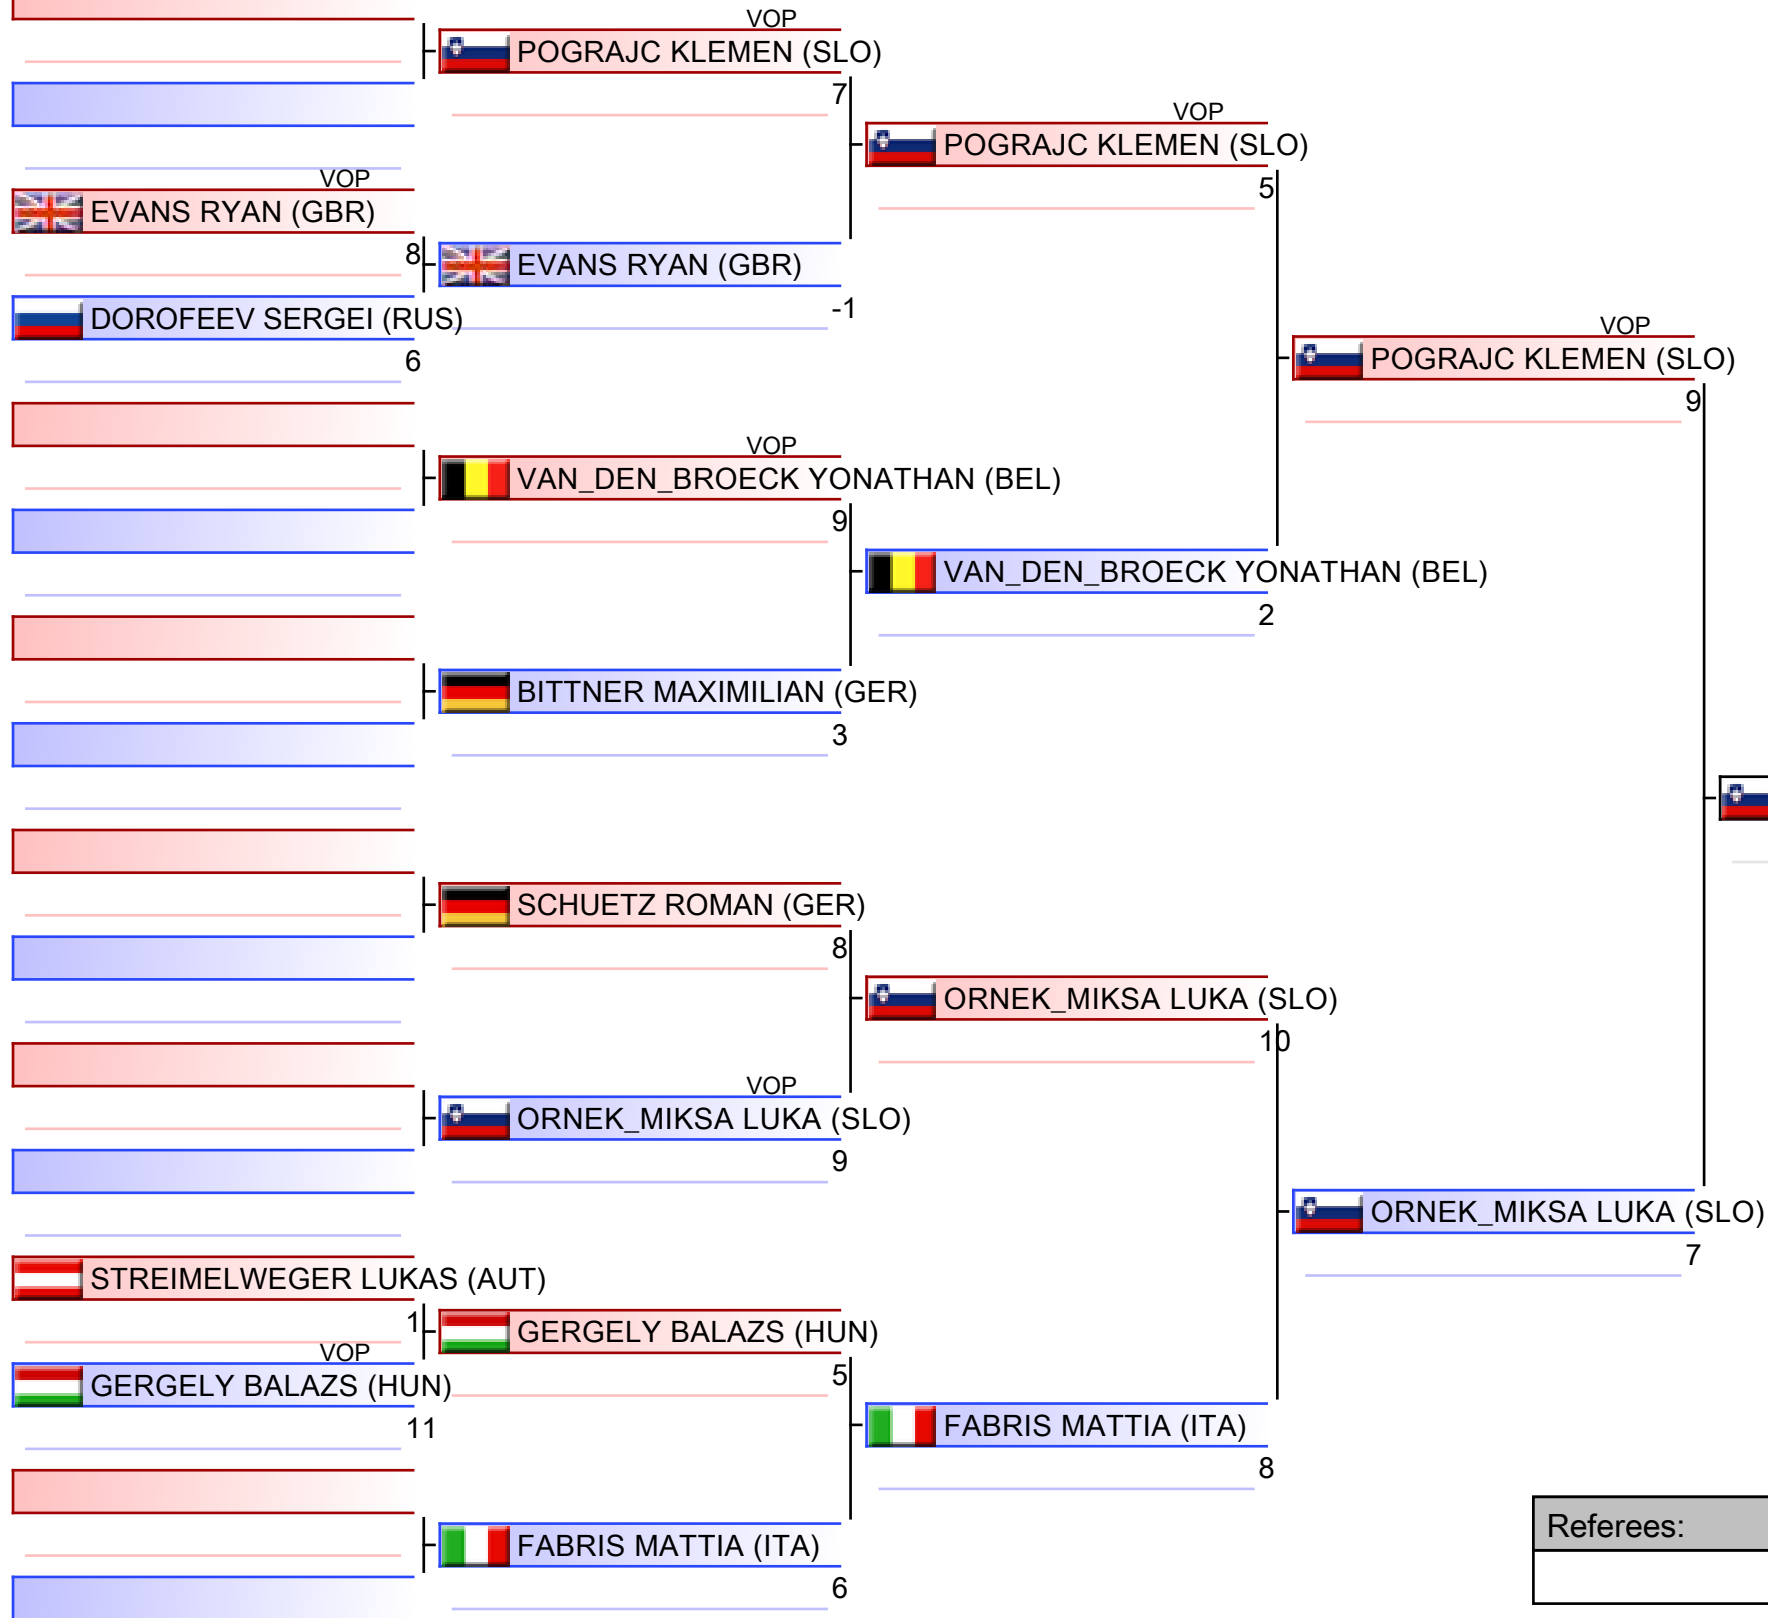 VOP
POGRAJC KLEMEN (SLO)
7
VOP
POGRAJC KLEMEN (SLO)
5
VOP
EVANS RYAN (GBR)
8
EVANS RYAN (GBR)
-1
DOROFEEV SERGEI (RUS)
6
VOP
POGRAJC KLEMEN (SLO)
9
VOP
VAN_DEN_BROECK YONATHAN (BEL)
9
VAN_DEN_BROECK YONATHAN (BEL)
2
BITTNER MAXIMILIAN (GER)
3
SCHUETZ ROMAN (GER)
8
ORNEK_MIKSA LUKA (SLO)
10
VOP
ORNEK_MIKSA LUKA (SLO)
9
ORNEK_MIKSA LUKA (SLO)
7
STREIMELWEGER LUKAS (AUT)
1
GERGELY BALAZS (HUN)
5
VOP
GERGELY BALAZS (HUN)
11
FABRIS MATTIA (ITA)
8
FABRIS MATTIA (ITA)
6
Referees: